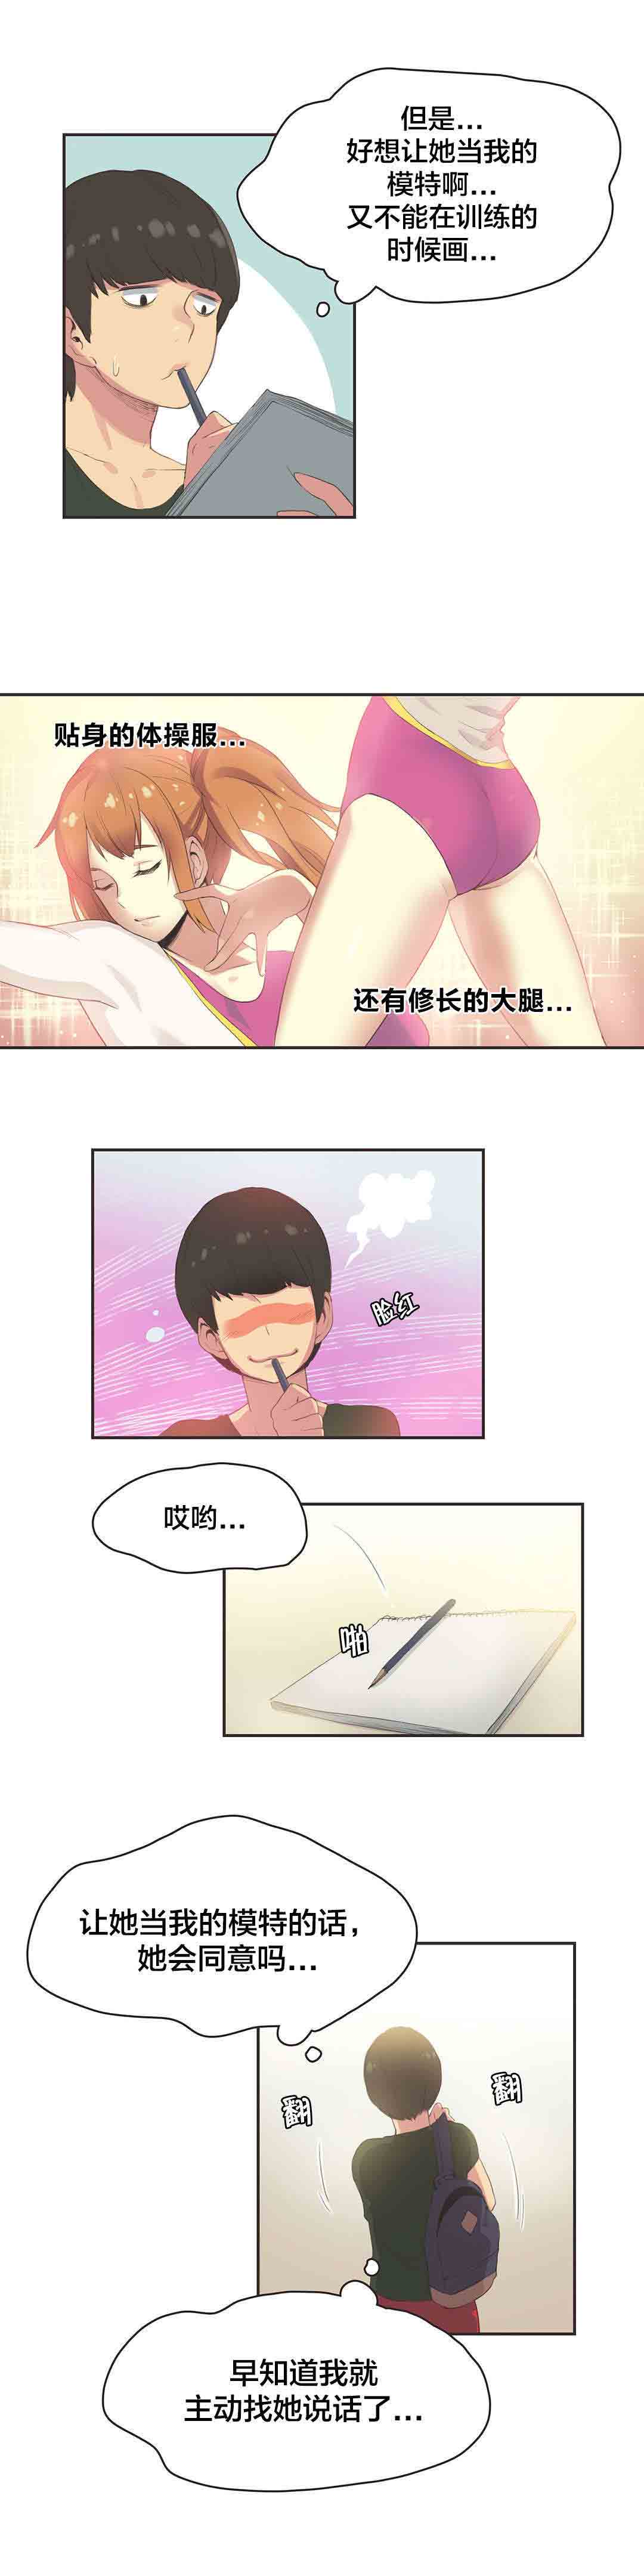 但是...
好想让她当我的
模特啊...
又不能在训练的
时候画...
贴身的体操服...
还有修长的大腿...
哎哟...
啪
让她当我的模特的话，
她会同意吗...
翻
翻
早知道我就
主动找她说话了...